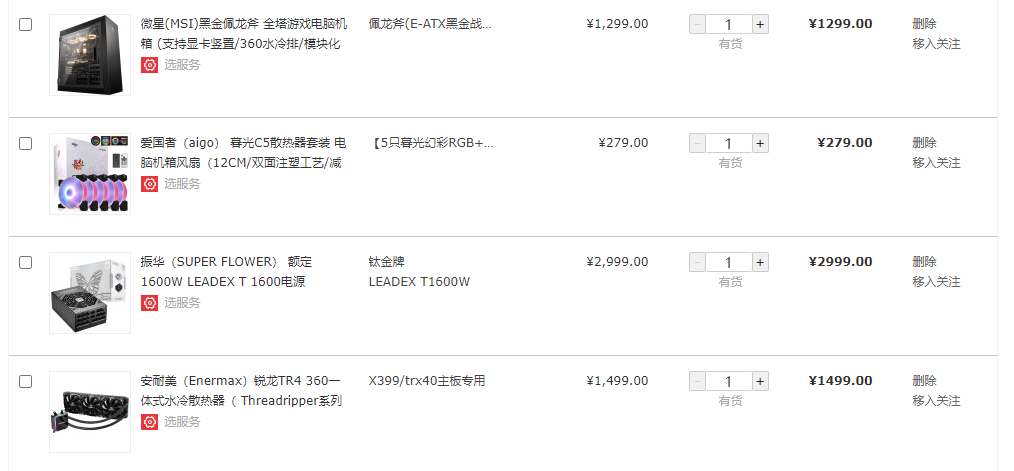 微星(MSI)黑金佩龙斧 全塔游戏电脑机 佩龙斧(E-ATX黑金战... ¥1,299.00 - 1 + ¥1299.00 删除
箱 (支持显卡竖置/360水冷排/模块化 有货 移入关注
选服务
爱国者（aigo） 暮光C5散热器套装 电 【5只暮光幻彩RGB+... ¥279.00 - 1 + ¥279.00 删除
脑机箱风扇（12CM/双面注塑工艺/减 有货 移入关注
选服务
振华（SUPER FLOWER） 额定 钛金牌 ¥2,999.00 - 1 + ¥2999.00 删除
1600W LEADEX T 1600电源 LEADEX T1600W 有货 移入关注
选服务
安耐美（Enermax）锐龙TR4 360一 X399/trx40主板专用 ¥1,499.00 - 1 + ¥1499.00 删除
体式水冷散热器（ Threadripper系列 有货 移入关注
选服务